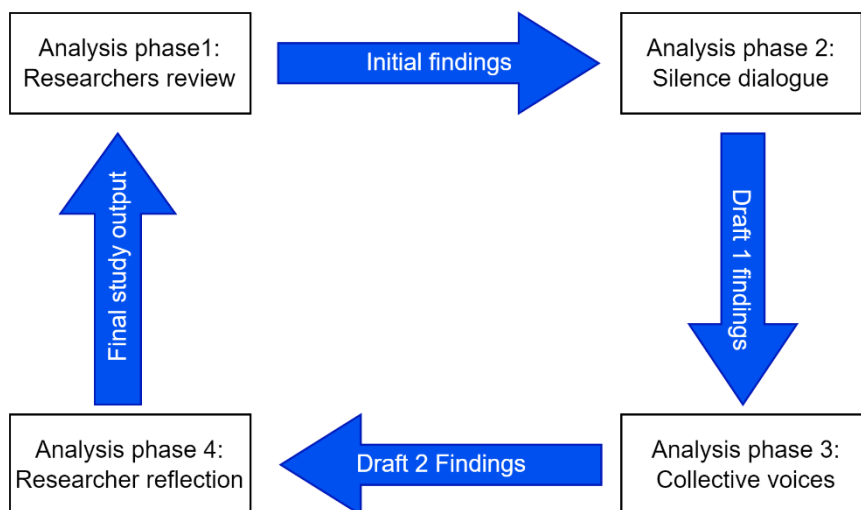 Analysis phase1:
Researchers review
Initial findings
Analysis phase 2:
Silence dialogue
Draft 1 findings
Analysis phase 3:
Collective voices
Draft 2 Findings
Analysis phase 4:
Researcher reflection
Final study output